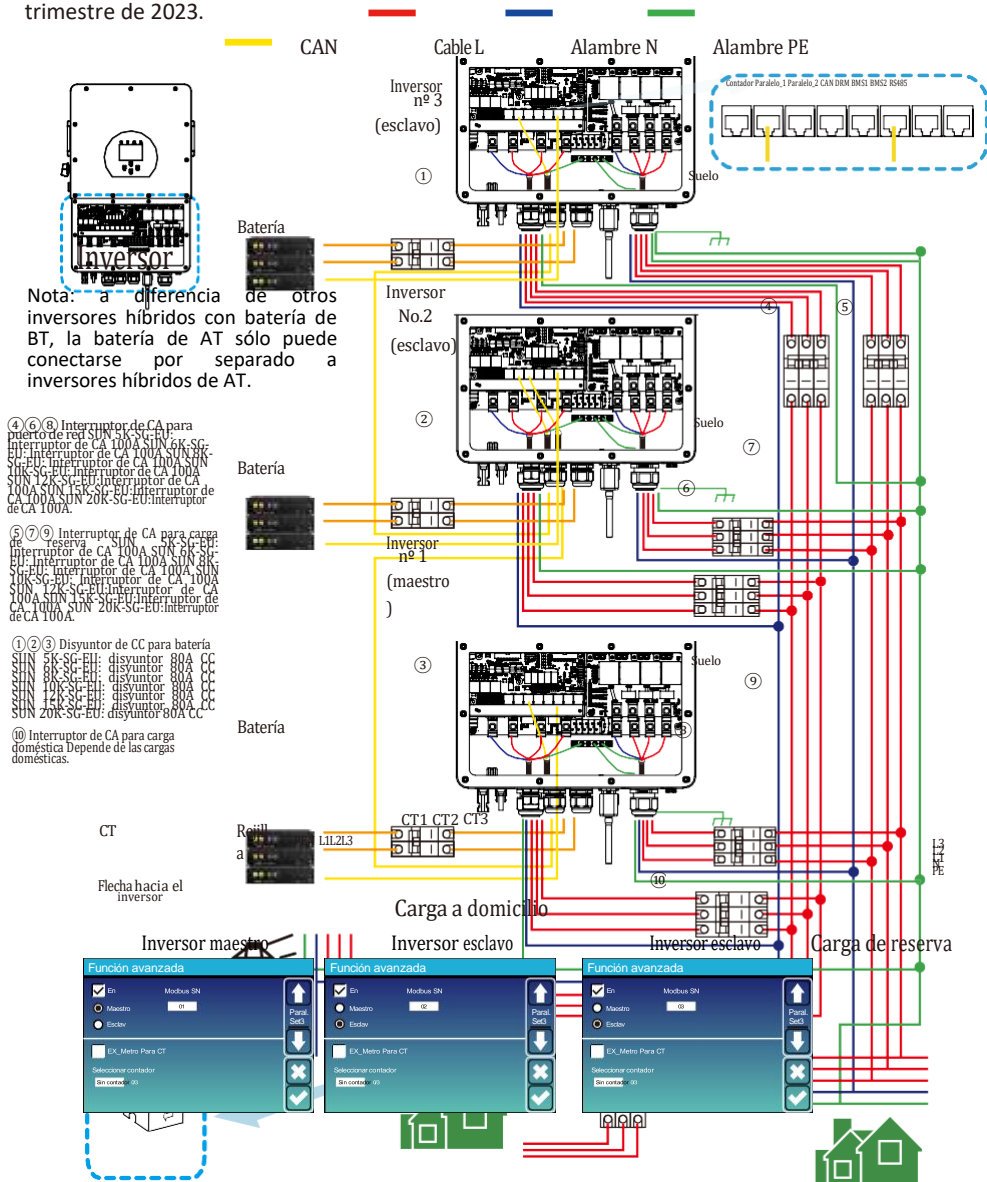 trimestre de 2023.
CAN
Cable L
Alambre N
Alambre PE
Inversor
nº 3
(esclavo)
Contador Paralelo_1 Paralelo_2 CAN DRM BMS1 BMS2 RS485
①
Suelo
Batería
Inversor
Nota: a diferencia de otros
inversores híbridos con batería de
BT, la batería de AT sólo puede
conectarse por separado a
inversores híbridos de AT.
Inversor
No.2
(esclavo)
④
⑤
②
Suelo
⑦
④⑥⑧ Interruptor de CA para
puerto de red SUN 5K-SG-EU:
Interruptor de CA 100A SUN 6K-SG-
EU: Interruptor de CA 100A SUN 8K-
SG-EU: Interruptor de CA 100A SUN
10K-SG-EU: Interruptor de CA 100A
SUN 12K-SG-EU:Interruptor de CA
100A SUN 15K-SG-EU:Interruptor de
CA 100A SUN 20K-SG-EU:Interruptor
de CA 100A.
Batería
⑥
⑤⑦⑨ Interruptor de CA para carga
de reserva SUN 5K-SG-EU:
Interruptor de CA 100A SUN 6K-SG-
EU: Interruptor de CA 100A SUN 8K-
SG-EU: Interruptor de CA 100A SUN
10K-SG-EU: Interruptor de CA 100A
SUN 12K-SG-EU:Interruptor de CA
100A SUN 15K-SG-EU:Interruptor de
CA 100A SUN 20K-SG-EU:Interruptor
de CA 100A.
Inversor
nº 1
(maestro
)
①②③ Disyuntor de CC para batería
SUN 5K-SG-EU: disyuntor 80A CC
SUN 6K-SG-EU: disyuntor 80A CC
SUN 8K-SG-EU: disyuntor 80A CC
SUN 10K-SG-EU: disyuntor 80A CC
SUN 12K-SG-EU: disyuntor 80A CC
SUN 15K-SG-EU: disyuntor 80A CC
SUN 20K-SG-EU: disyuntor 80A CC
③
Suelo
⑨
Batería
⑩ Interruptor de CA para carga
doméstica Depende de las cargas
domésticas.
CT
Rejill
a
L1L2L3
CT1 CT2 CT3
L3
L2
L1
N
PE
Flecha hacia el
inversor
⑩
Carga a domicilio
Inversor maestro
Inversor esclavo
Inversor esclavo
Carga de reserva
Función avanzada
En
Modbus SN
Maestro
01
Esclav
Paral.
Set3
EX_Metro Para CT
Seleccionar contador
Sin contador 0/3
Función avanzada
En
Modbus SN
Maestro
02
Esclav
Paral.
Set3
EX_Metro Para CT
Seleccionar contador
Sin contador 0/3
Función avanzada
En
Modbus SN
Maestro
03
Esclav
Paral.
Set3
EX_Metro Para CT
Seleccionar contador
Sin contador 0/3